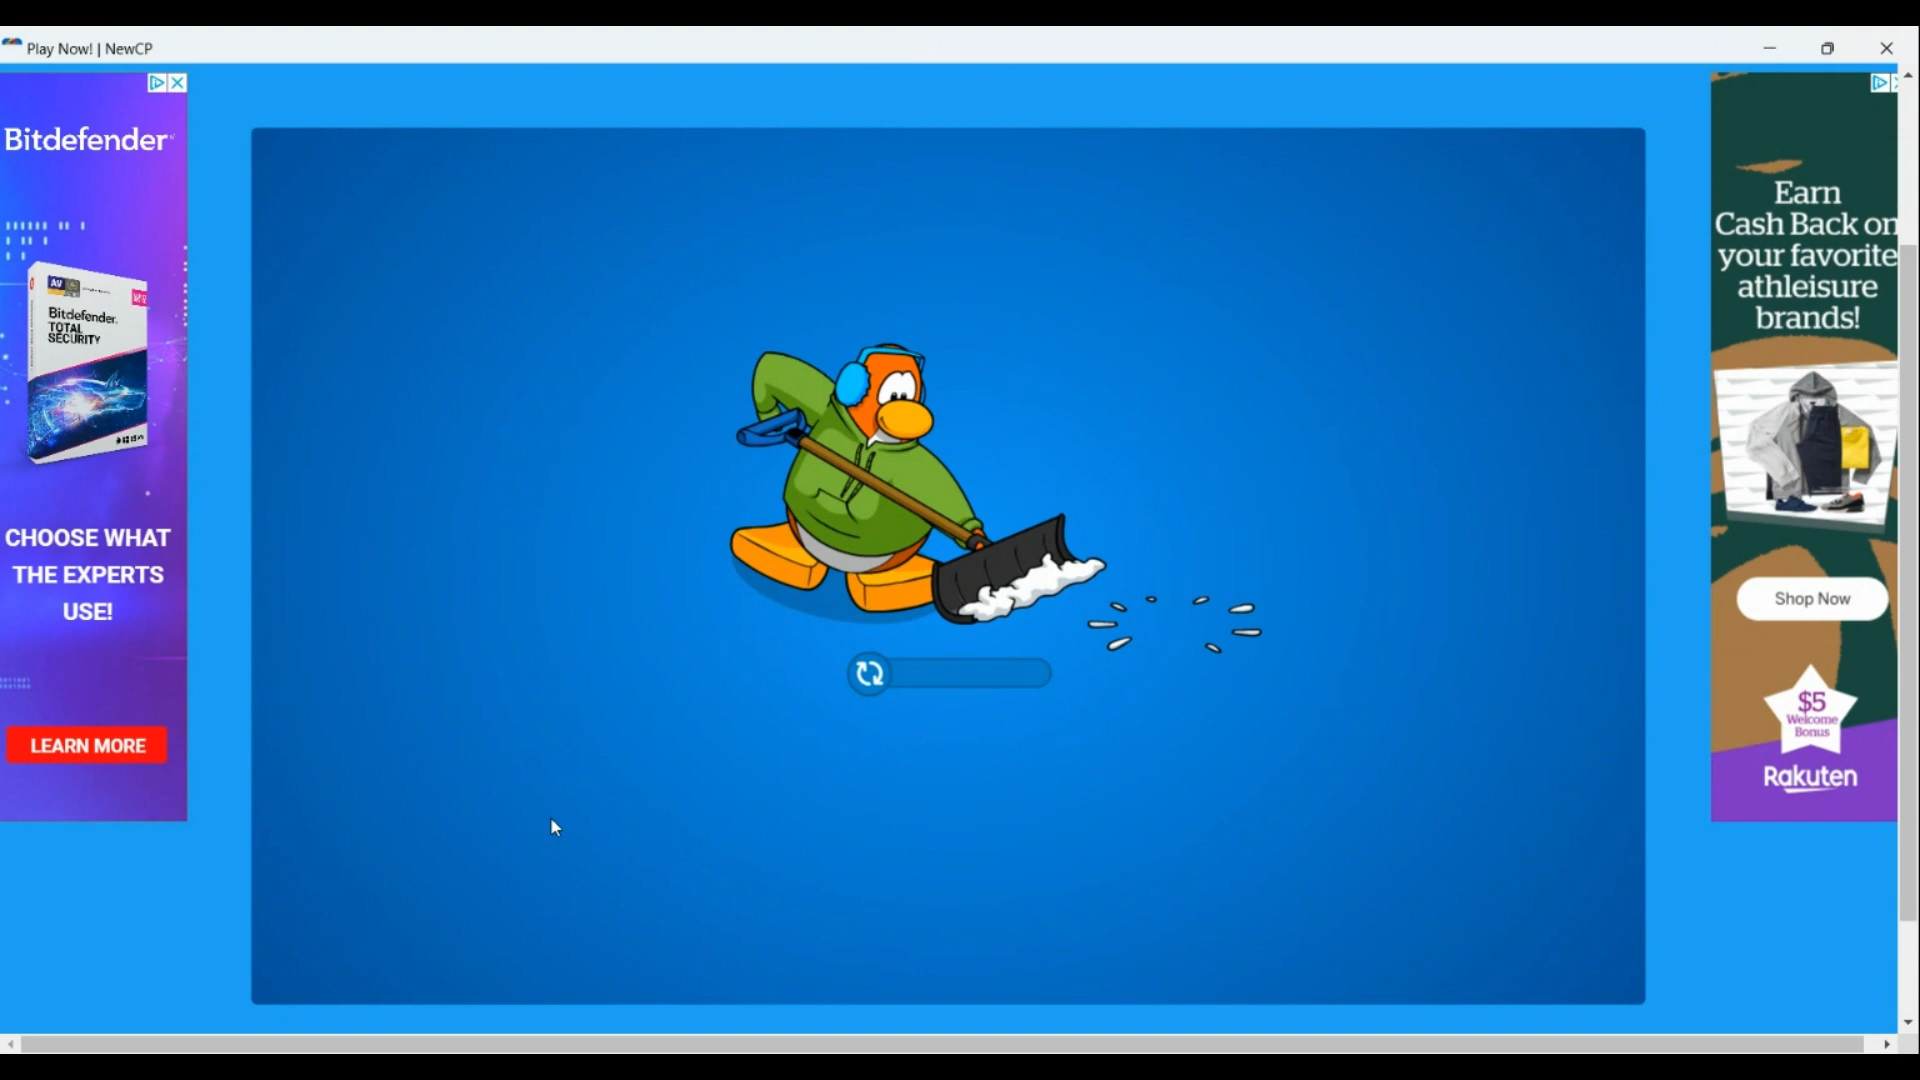 Play Now! | NewCP
Bitdefender
Bitdefender.
TOTAL
SECURITY
CHOOSE WHAT
THE EXPERTS
USE!
LEARN MORE
Earn
Cash Back on
your favorite
athleisure
brands!
Shop Now
$5
Welcome
Bonus
Rakuten